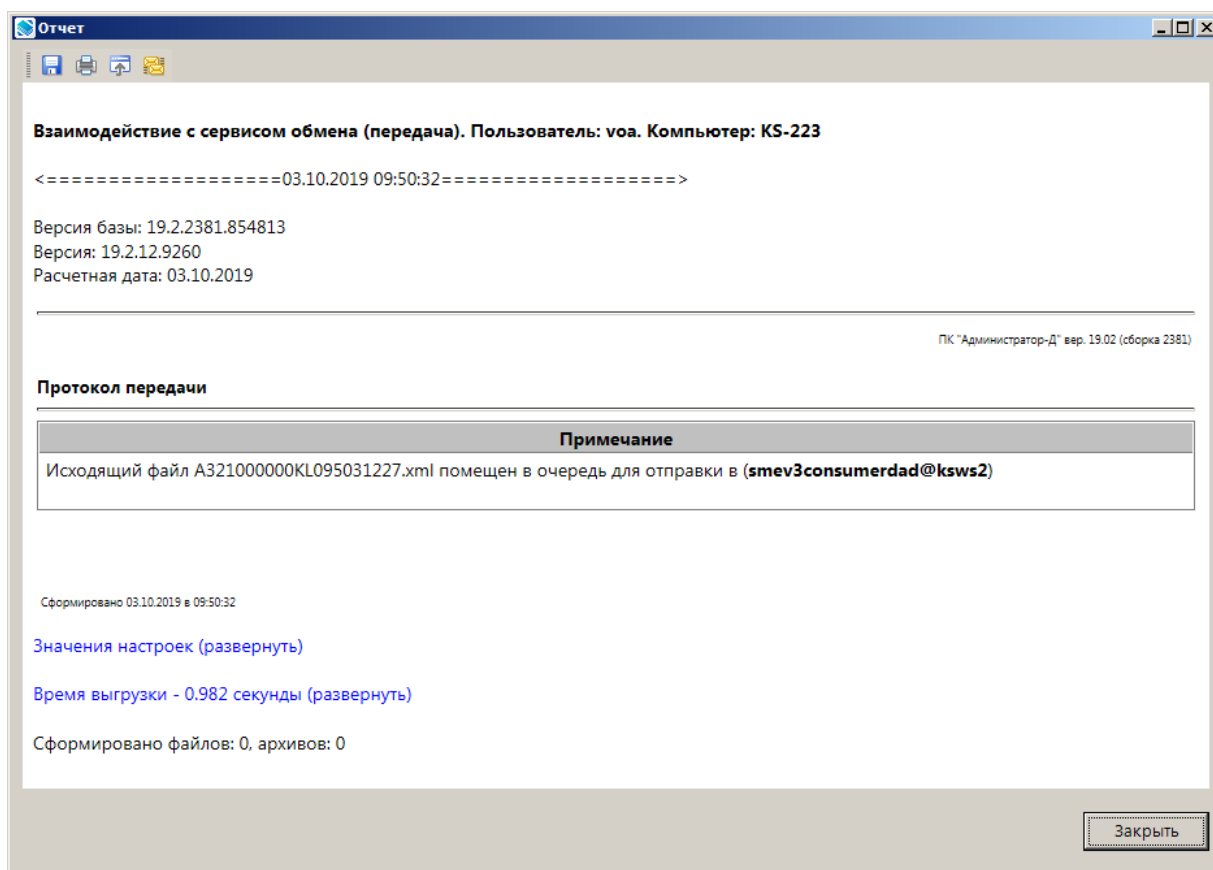 Отчет
Взаимодействие с сервисом обмена (передача). Пользователь: voa. Компьютер: KS-223
<===================03.10.2019 09:50:32===================>
Версия базы: 19.2.2381.854813
Версия: 19.2.12.9260
Расчетная дата: 03.10.2019
ПК "Администратор-Д" вер. 19.02 (сборка 2381)
Протокол передачи
Примечание
Исходящий файл A321000000KL095031227.xml помещен в очередь для отправки в (smev3consumerdad@ksws2)
Сформировано 03.10.2019 в 09:50:32
Значения настроек (развернуть)
Время выгрузки - 0.982 секунды (развернуть)
Сформировано файлов: 0, архивов: 0
Закрыть